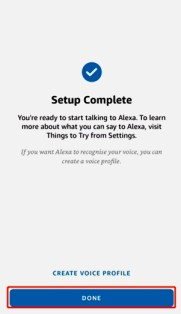 Setup Complete
You're ready to start talking to Alexa. To learn
more about what you can say to Alexa, visit
Things to Try from Settings.
If you want Alexa to recognise your voice, you can
create a voice profile.
CREATE VOICE PROFILE
DONE